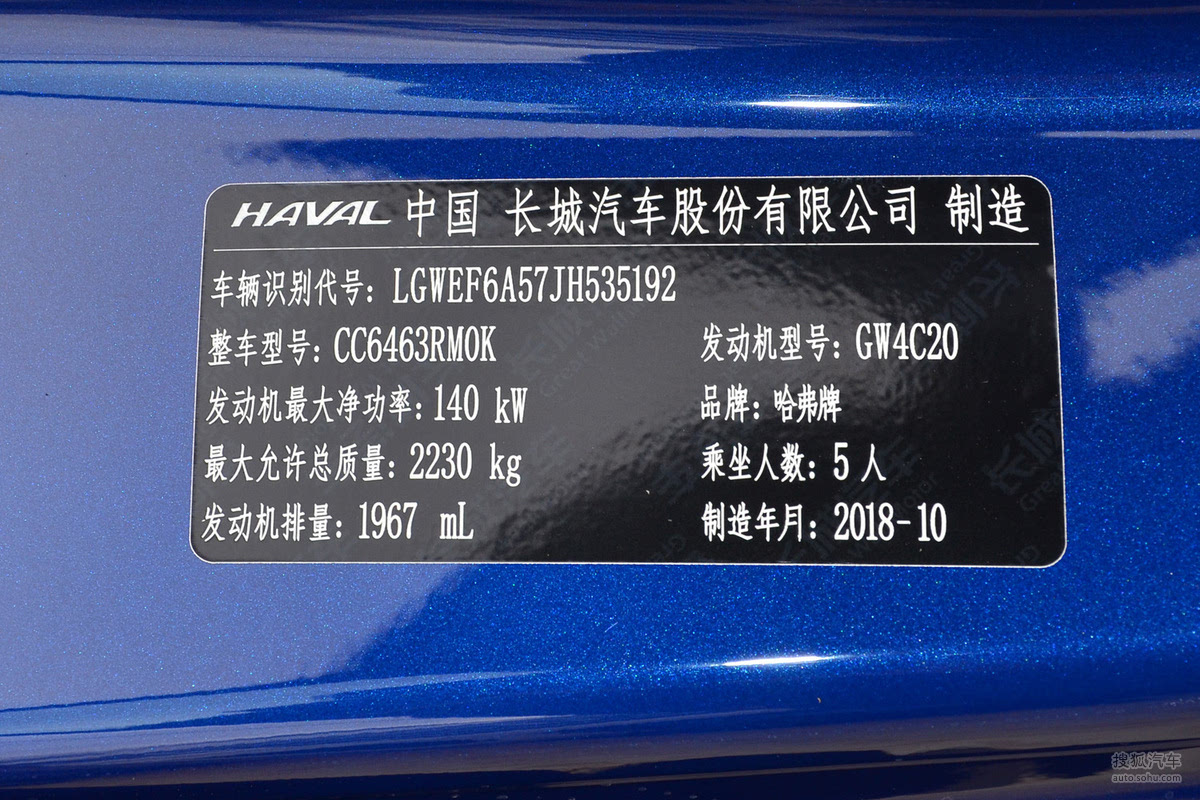 HAVAL 中国 长城汽车股份有限公司 制造
车辆识别代号: LGWEF6A57JH535192
整车型号: CC6463RM0K 发动机型号: GW4C20
发动机最大净功率: 140 kW 品牌: 哈弗牌
最大允许总质量: 2230 kg 乘坐人数: 5 人
发动机排量: 1967 mL 制造年月: 2018-10
搜狐汽车
auto.sohu.com